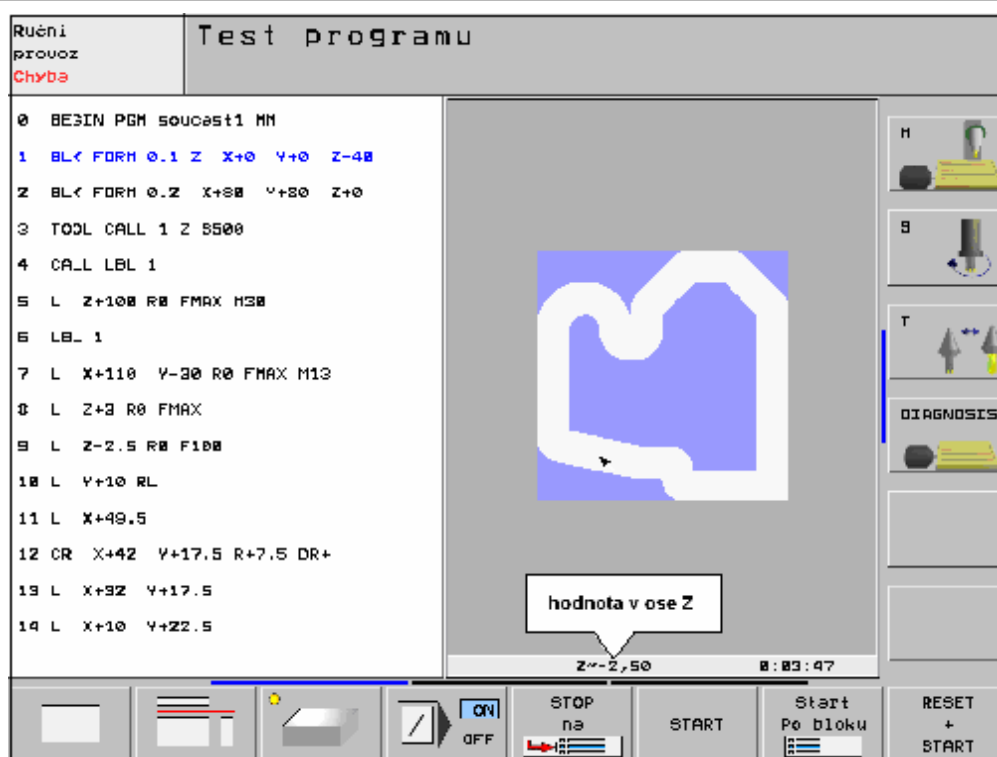 Ruční
provoz
Chyba
Test programu
0 BEGIN PGM soucast1 MM
1 BLK FORM 0.1 Z X+0 Y+0 Z-40
2 BLK FORM 0.2 X+80 Y+80 Z+0
3 TOOL CALL 1 Z S500
4 CALL LBL 1
5 L Z+100 R0 FMAX M30
6 LBL 1
7 L X+110 Y-30 R0 FMAX M13
8 L Z+3 R0 FMAX
9 L Z-2.5 R0 F100
10 L Y+10 RL
11 L X+49.5
12 CR X+42 Y+17.5 R+7.5 DR+
13 L X+32 Y+17.5
14 L X+10 Y+22.5
hodnota v ose Z
Z~-2,50 0:03:47
M
S
T
DIAGNOSIS
ON
OFF
STOP
na
START
Start
Po bloku
RESET
+
START